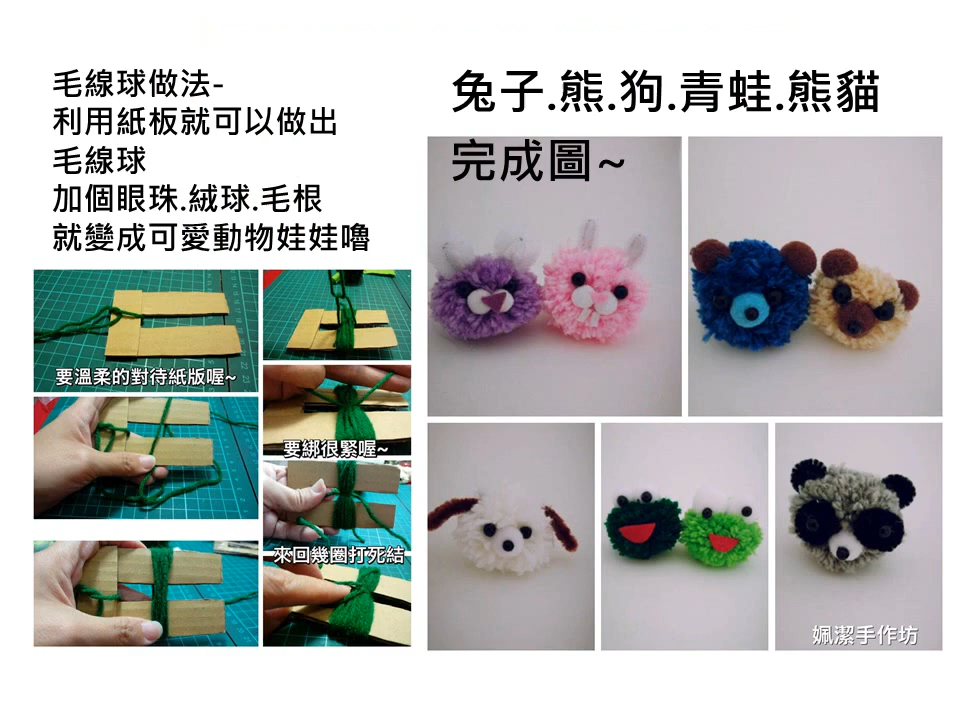 毛線球做法-
利用紙板就可以做出
毛線球
加個眼珠.絨球.毛根
就變成可愛動物娃娃嚕
兔子.熊.狗.青蛙.熊貓
完成圖~
要溫柔的對待紙版喔~
要綁很緊喔~
來回幾圈打死結
姵潔手作坊